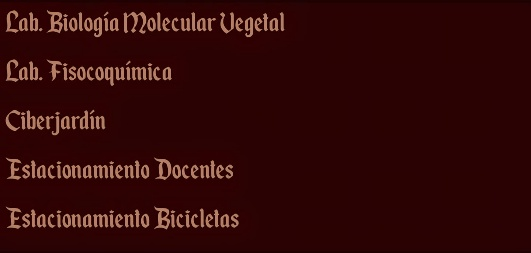 Lab. Biología Molecular Vegetal
Lab. Fisocoquímica
Ciberjardín
Estacionamiento Docentes
Estacionamiento Bicicletas